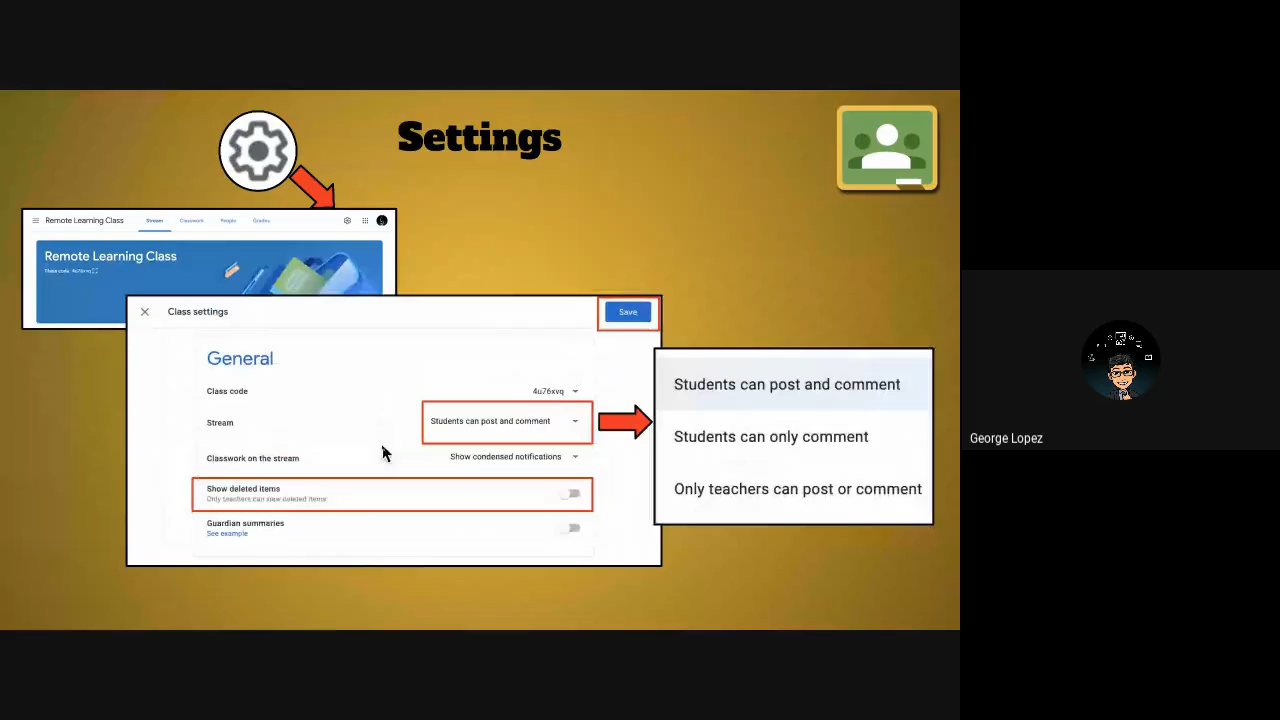 Settings
Remote Learning Class
Stream
Classwork
People
Grades
Remote Learning Class
Class code
Class settings
Save
General
Class code
4u76xvq
Stream
Students can post and comment
Classwork on the stream
Show condensed notifications
Show deleted items
Only teachers can view deleted items
Guardian summaries
See example
Students can post and comment
Students can only comment
Only teachers can post or comment
George Lopez